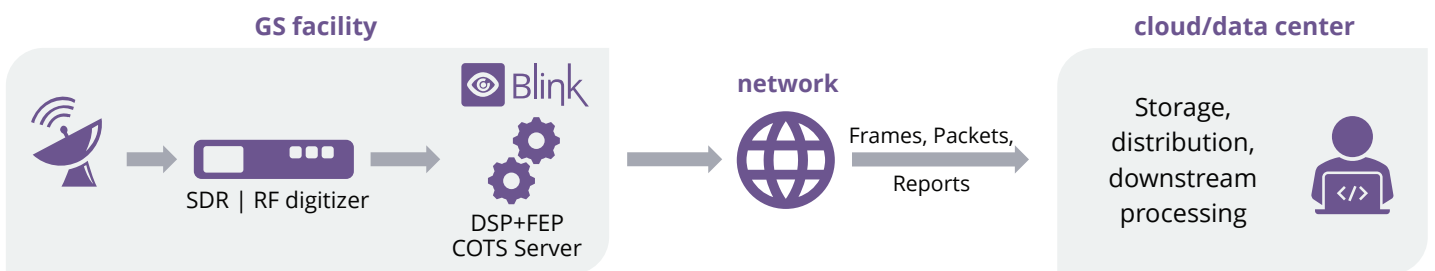 GS facility
Blink
SDR | RF digitizer
DSP+FEP
COTS Server
network
Frames, Packets,
Reports
cloud/data center
Storage,
distribution,
downstream
processing
</>